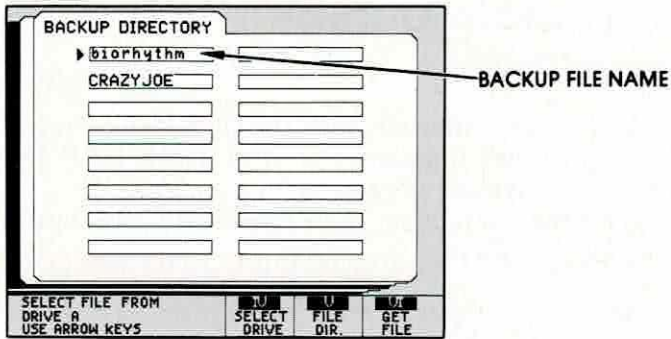 BACKUP DIRECTORY
biorhythm
BACKUP FILE NAME
CRAZYJOE
SELECT FILE FROM
DRIVE A
USE ARROW KEYS
SELECT
DRIVE
FILE
DIR.
GET
FILE